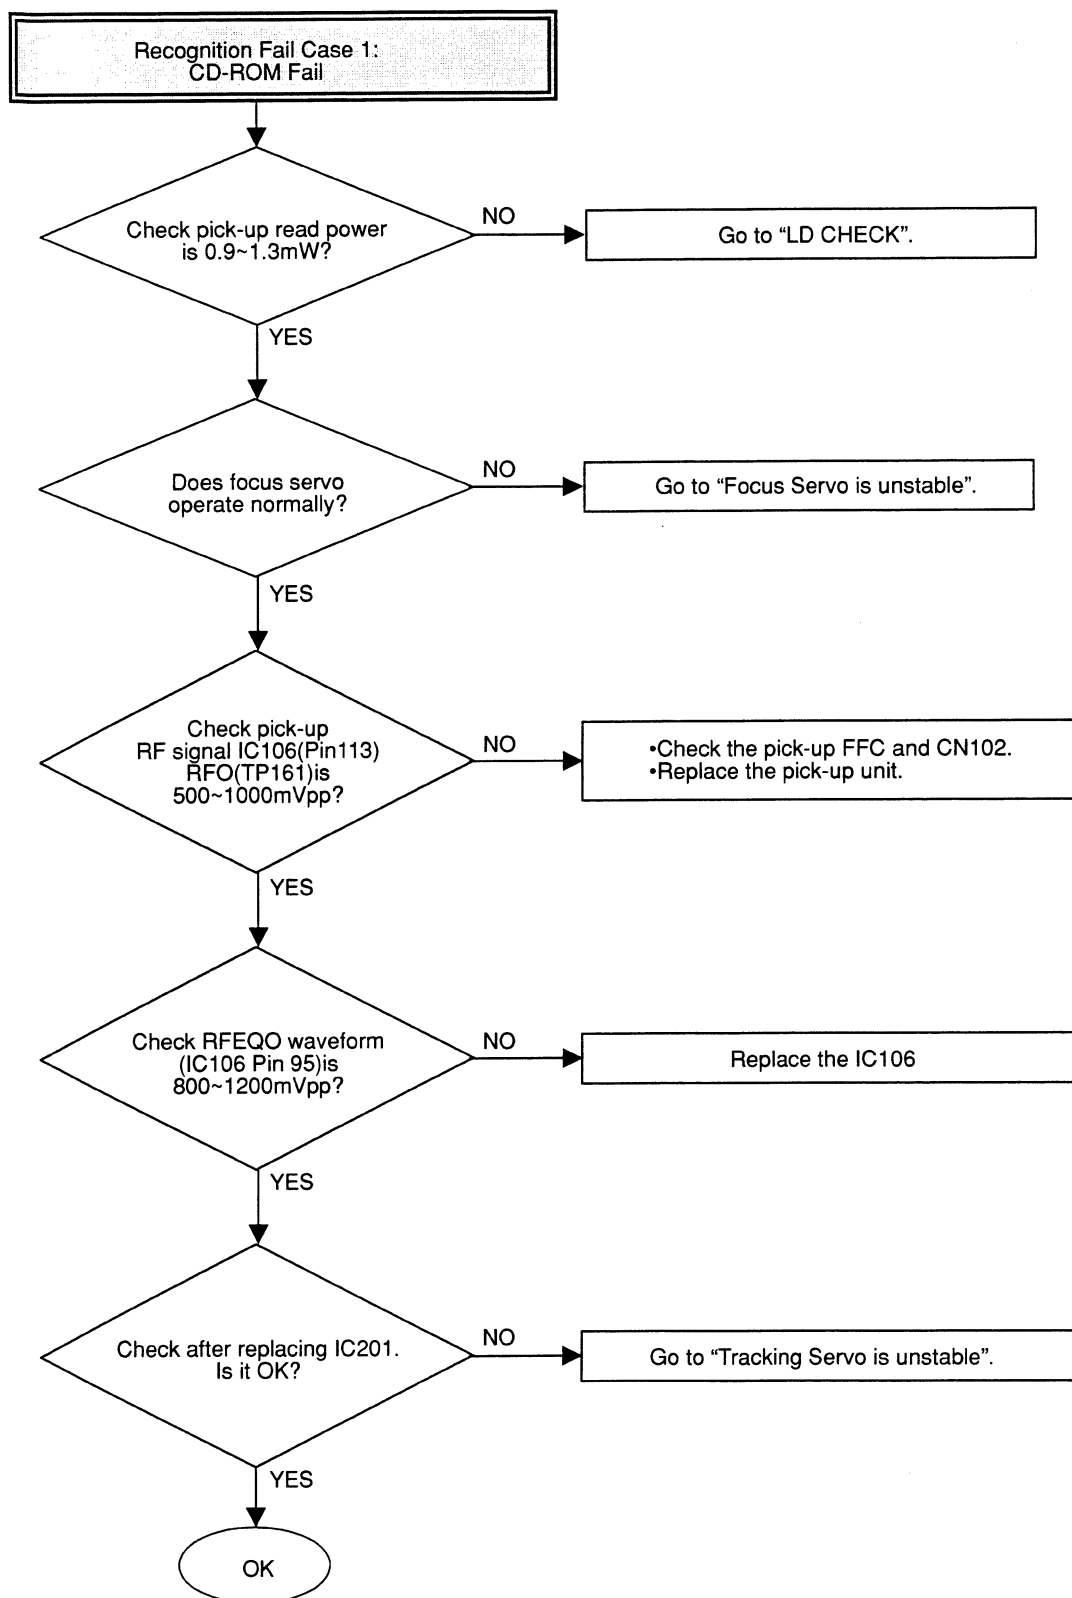 Recognition Fail Case 1:
CD-ROM Fail
Check pick-up read power
is 0.9~1.3mW?
NO
Go to “LD CHECK”.
YES
Does focus servo
operate normally?
NO
Go to “Focus Servo is unstable”.
YES
Check pick-up
RF signal IC106(Pin113)
RFO(TP161)is
500~1000mVpp?
NO
•Check the pick-up FFC and CN102.
•Replace the pick-up unit.
YES
Check RFEQO waveform
(IC106 Pin 95)is
800~1200mVpp?
NO
Replace the IC106
YES
Check after replacing IC201.
Is it OK?
NO
Go to “Tracking Servo is unstable”.
YES
OK